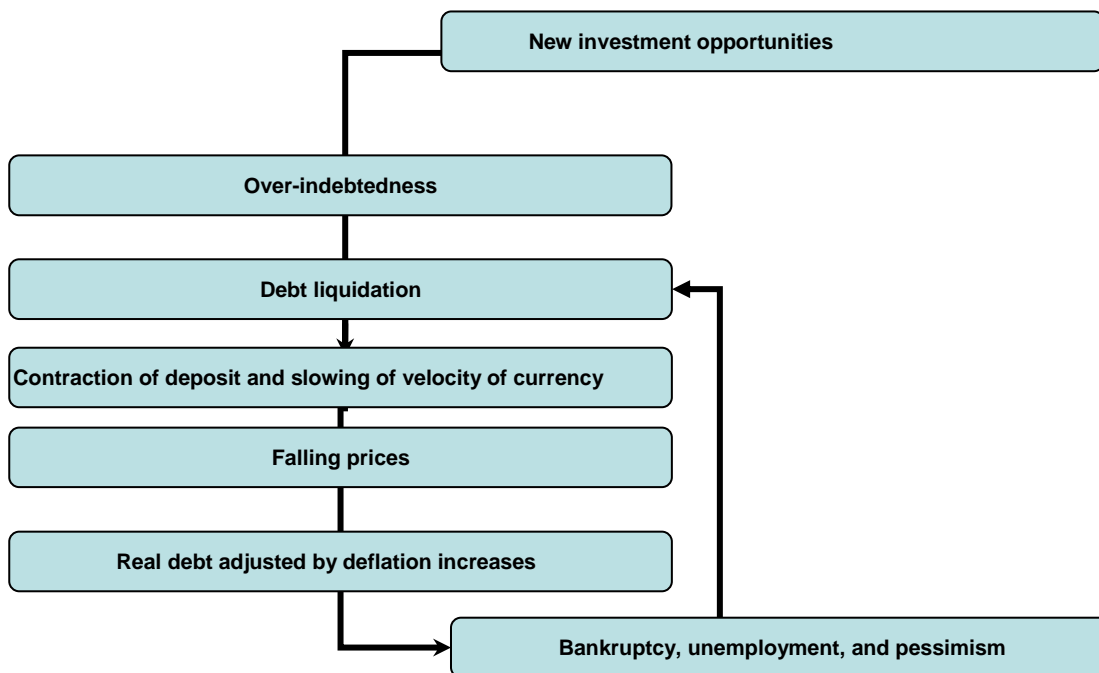 New investment opportunities
Over-indebtedness
Debt liquidation
Contraction of deposit and slowing of velocity of currency
Falling prices
Real debt adjusted by deflation increases
Bankruptcy, unemployment, and pessimism